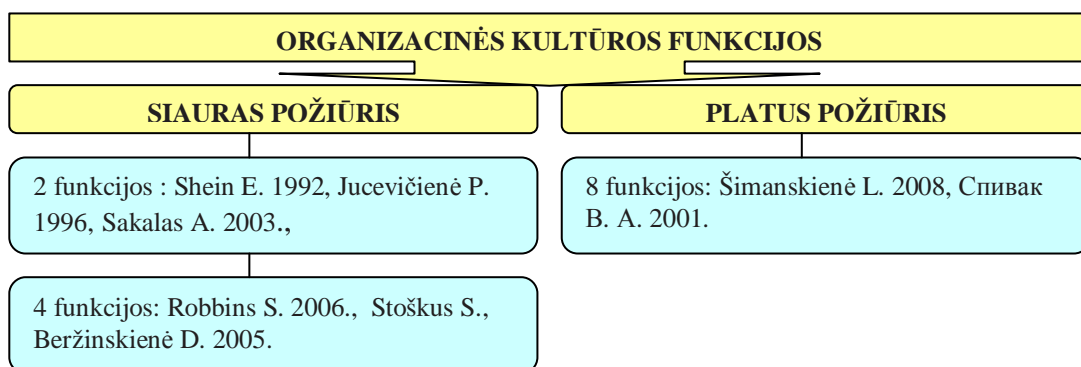 ORGANIZACINĖS KULTŪROS FUNKCIJOS
SIAURAS POŽIŪRIS
PLATUS POŽIŪRIS
2 funkcijos : Shein E. 1992, Jucevičienė P.
1996, Sakalas A. 2003.,
8 funkcijos: Šimanskienė L. 2008, Спивак
В. А. 2001.
4 funkcijos: Robbins S. 2006., Stoškus S.,
Beržinskienė D. 2005.